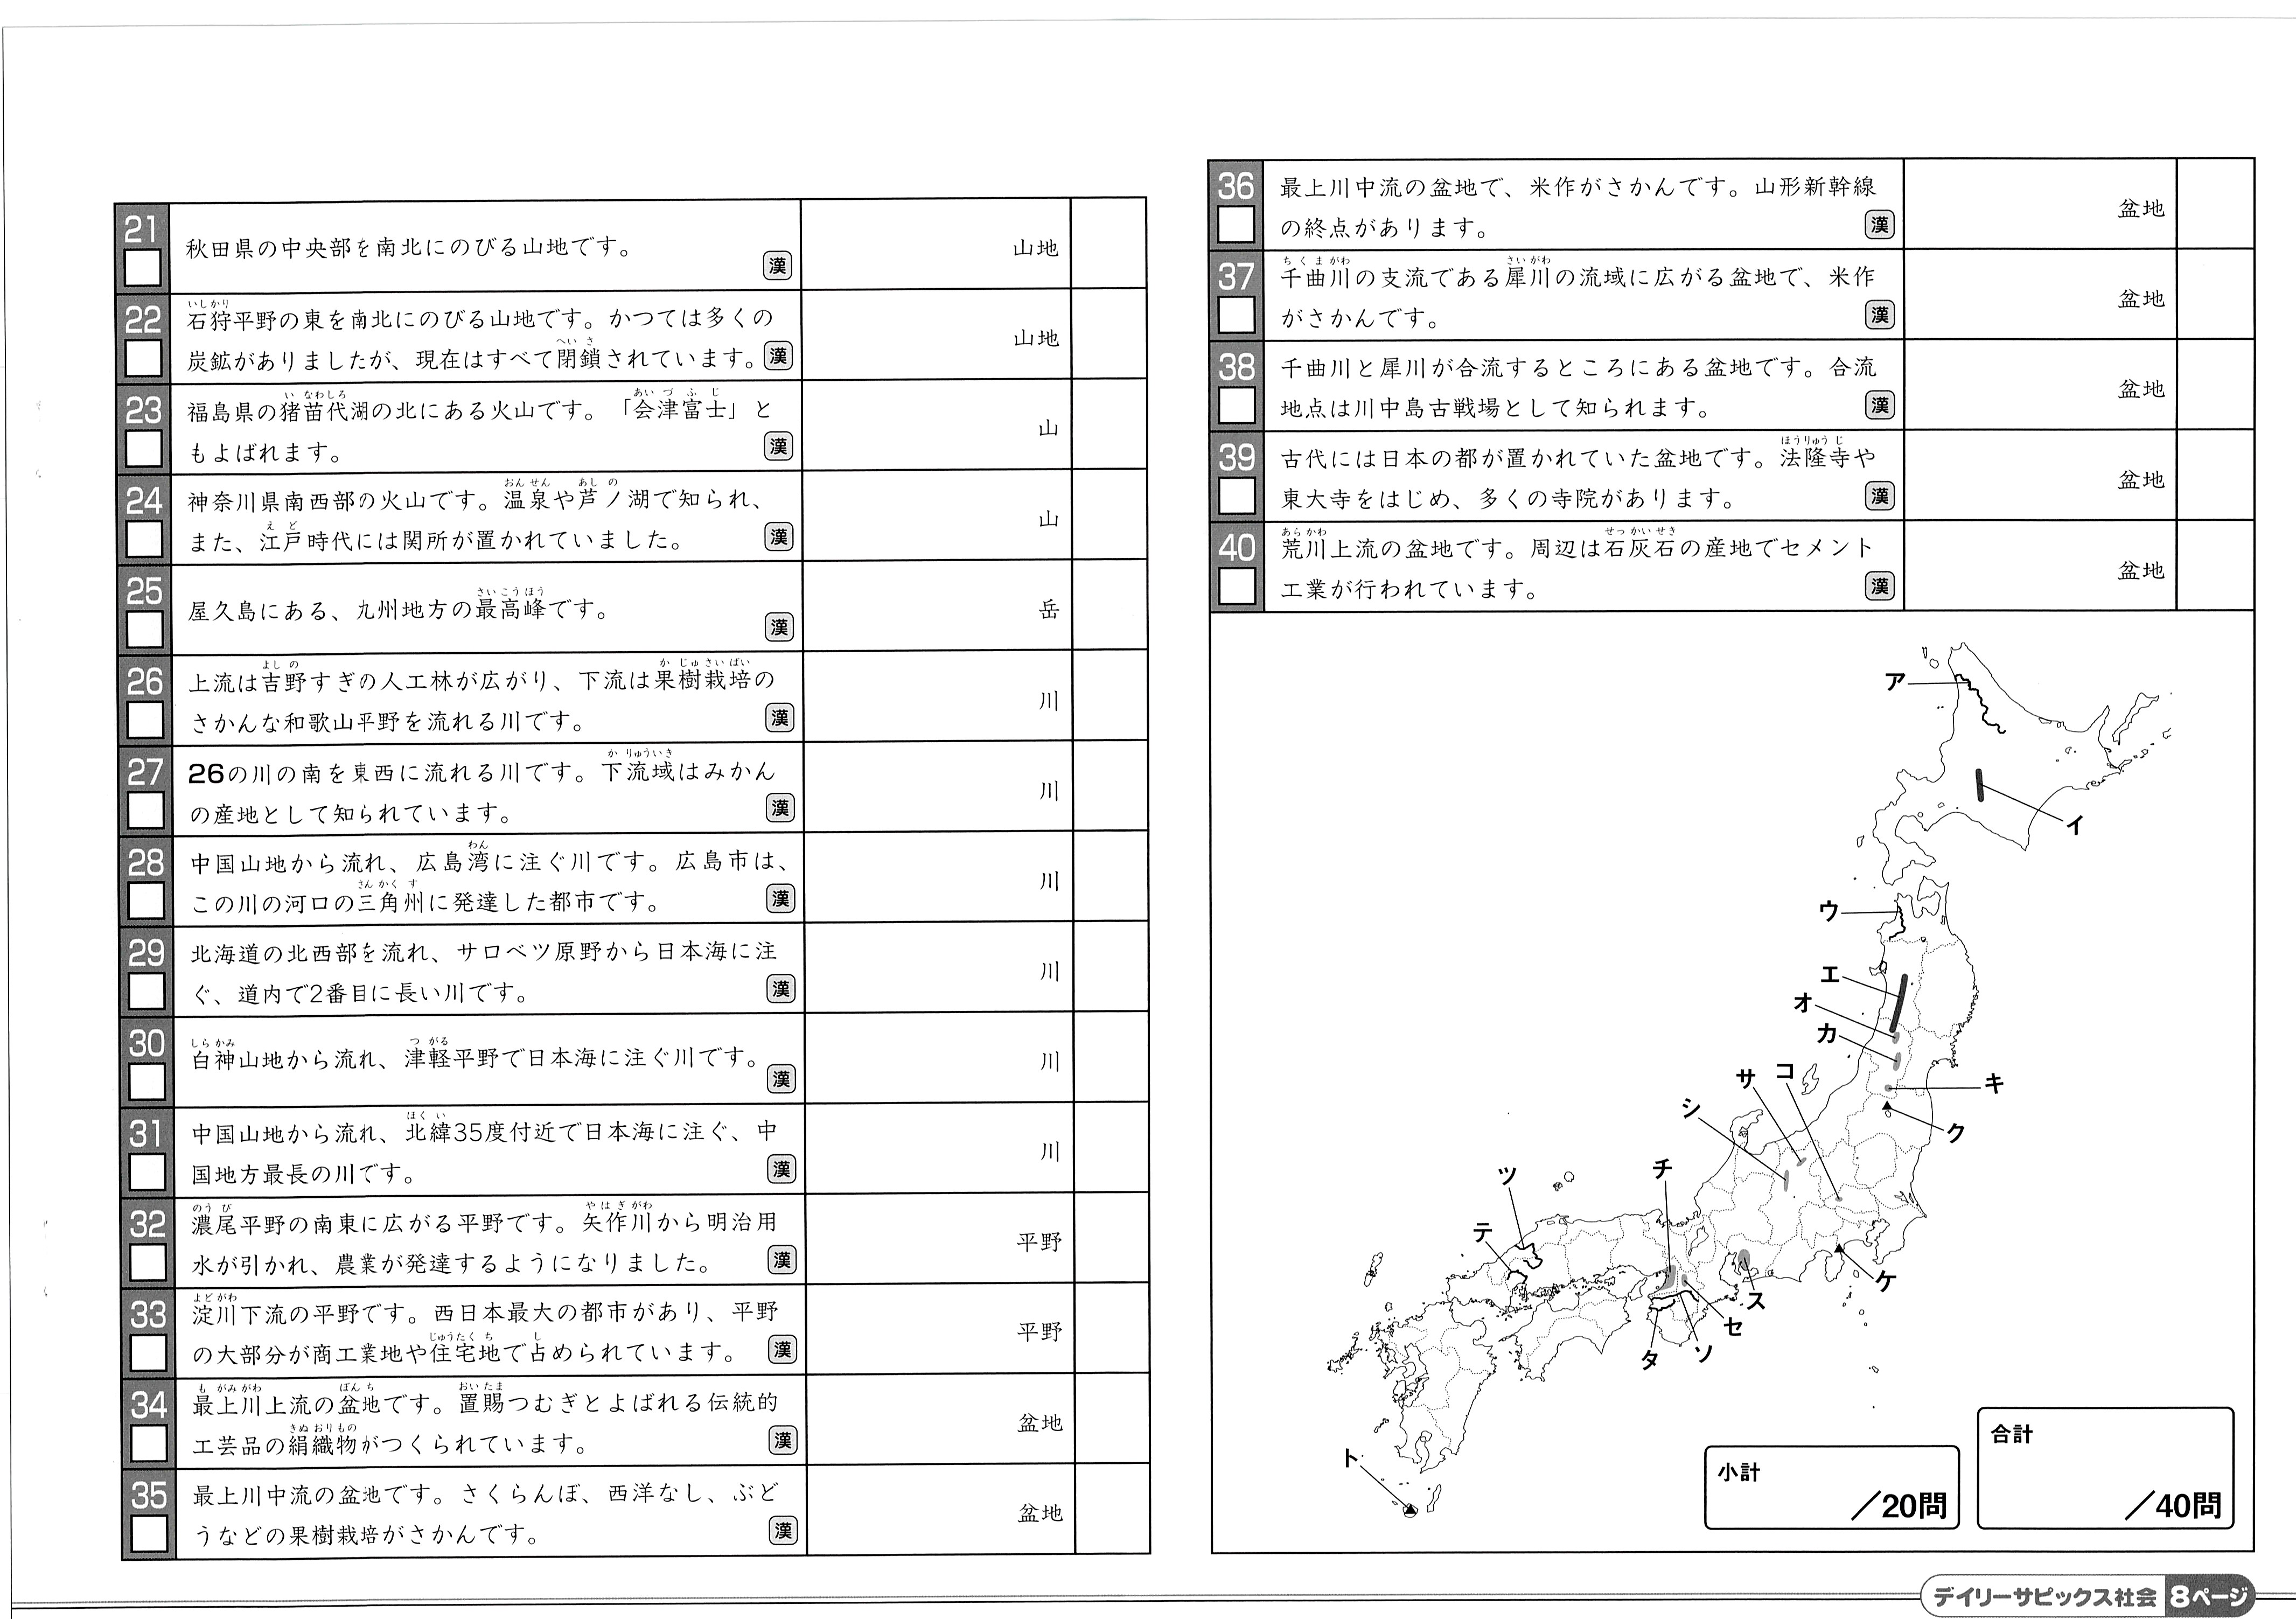 21
秋田県の中央部を南北にのびる山地です。
漢
山地
22
石狩平野の東を南北にのびる山地です。かつては多くの
炭鉱がありましたが、現在はすべて閉鎖されています。
漢
山地
23
福島県の猪苗代湖の北にある火山です。「会津富士」と
もよばれます。
漢
山
24
神奈川県南西部の火山です。温泉や芦ノ湖で知られ、
また、江戸時代には関所が置かれていました。
漢
山
25
屋久島にある、九州地方の最高峰です。
漢
岳
26
上流は吉野すぎの人工林が広がり、下流は果樹栽培の
さかんな和歌山平野を流れる川です。
漢
川
27
26の川の南を東西に流れる川です。下流域はみかん
の産地として知られています。
漢
川
28
中国山地から流れ、広島湾に注ぐ川です。広島市は、
この川の河口の三角州に発達した都市です。
漢
川
29
北海道の北西部を流れ、サロベツ原野から日本海に注
ぐ、道内で2番目に長い川です。
漢
川
30
白神山地から流れ、津軽平野で日本海に注ぐ川です。
漢
川
31
中国山地から流れ、北緯35度付近で日本海に注ぐ、中
国地方最長の川です。
漢
川
32
濃尾平野の南東に広がる平野です。矢作川から明治用
水が引かれ、農業が発達するようになりました。
漢
平野
33
淀川下流の平野です。西日本最大の都市があり、平野
の大部分が商工業地や住宅地で占められています。
漢
平野
34
最上川上流の盆地です。置賜つむぎとよばれる伝統的
工芸品の絹織物がつくられています。
漢
盆地
35
最上川中流の盆地です。さくらんぼ、西洋なし、ぶど
うなどの果樹栽培がさかんです。
漢
盆地
36
最上川中流の盆地で、米作がさかんです。山形新幹線
の終点があります。
漢
盆地
37
千曲川の支流である犀川の流域に広がる盆地で、米作
がさかんです。
漢
盆地
38
千曲川と犀川が合流するところにある盆地です。合流
地点は川中島古戦場として知られます。
漢
盆地
39
古代には日本の都が置かれていた盆地です。法隆寺や
東大寺をはじめ、多くの寺院があります。
漢
盆地
40
荒川上流の盆地です。周辺は石灰石の産地でセメント
工業が行われています。
漢
盆地
ア
イ
ウ
エ
オ
カ
キ
ク
ケ
コ
サ
シ
ス
セ
ソ
タ
チ
ツ
テ
ト
小計
／20問
合計
／40問
デイリーサピックス社会 8ページ